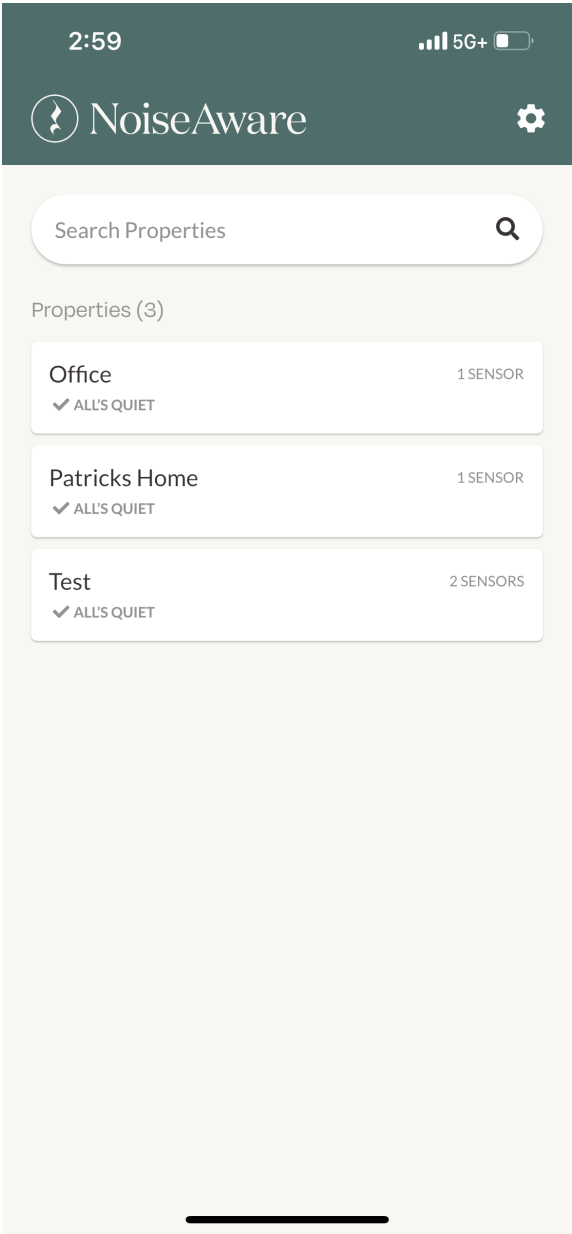 2:59 5G+
NoiseAware
Search Properties
Properties (3)
Office 1 SENSOR
ALL'S QUIET
Patricks Home 1 SENSOR
ALL'S QUIET
Test 2 SENSORS
ALL'S QUIET